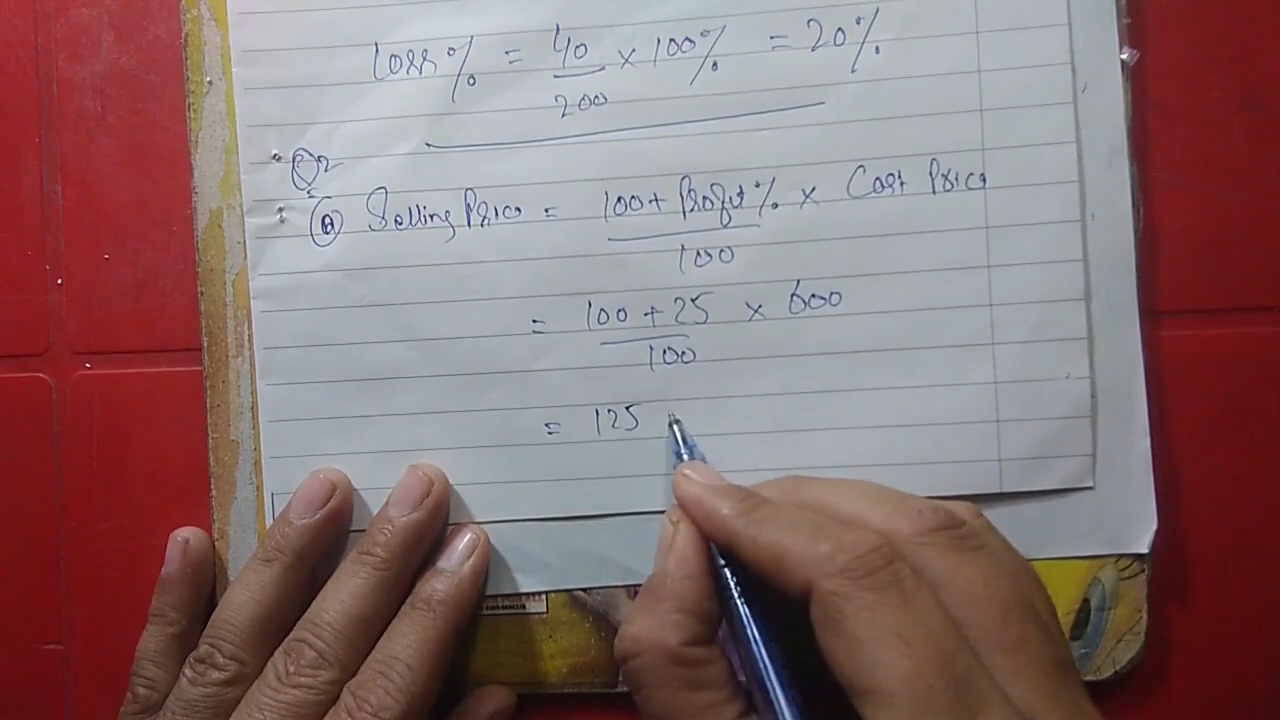 Loss% = 40/200 × 100% = 20%
Q2
(a) Selling Price = 100 + Profit% / 100 × Cost Price
= 100 + 25 / 100 × 600
= 125